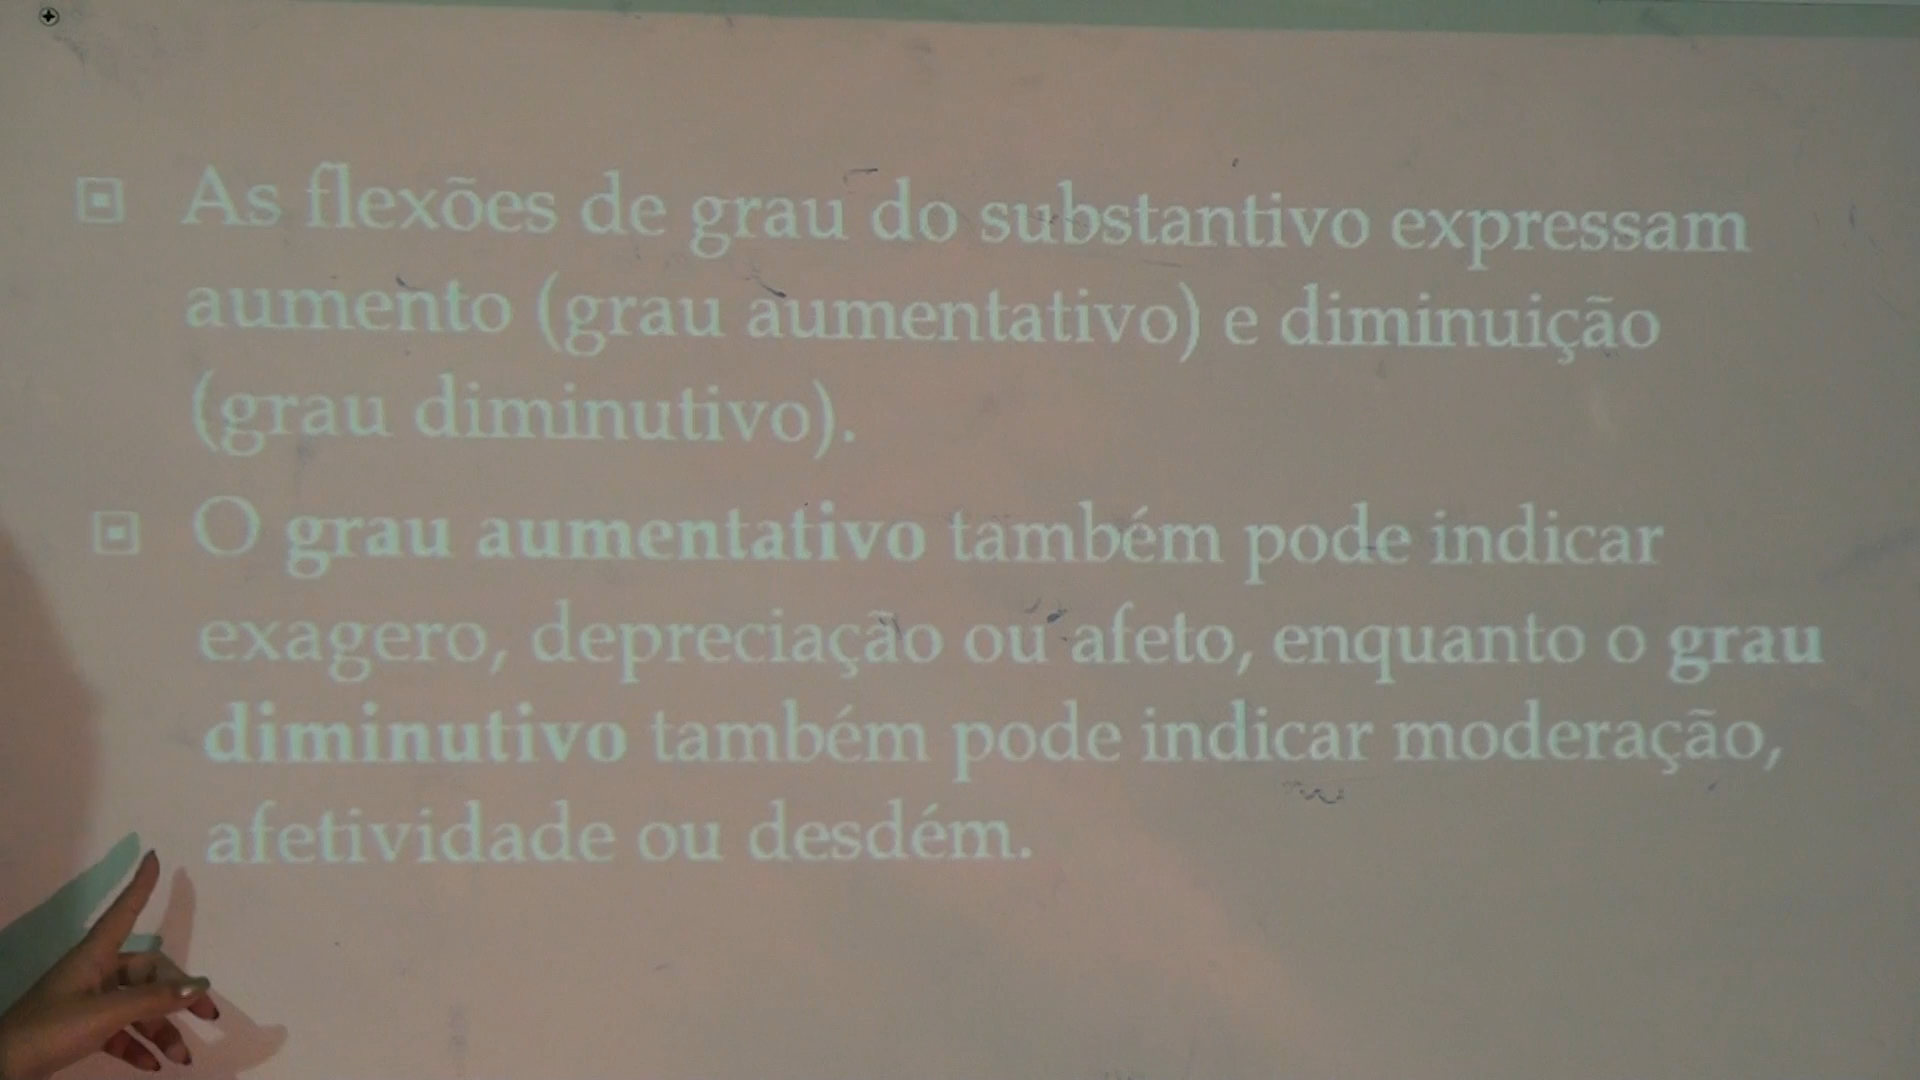 As flexões de grau do substantivo expressam
aumento (grau aumentativo) e diminuição
(grau diminutivo).
O grau aumentativo também pode indicar
exagero, depreciação ou afeto, enquanto o grau
diminutivo também pode indicar moderação,
afetividade ou desdém.